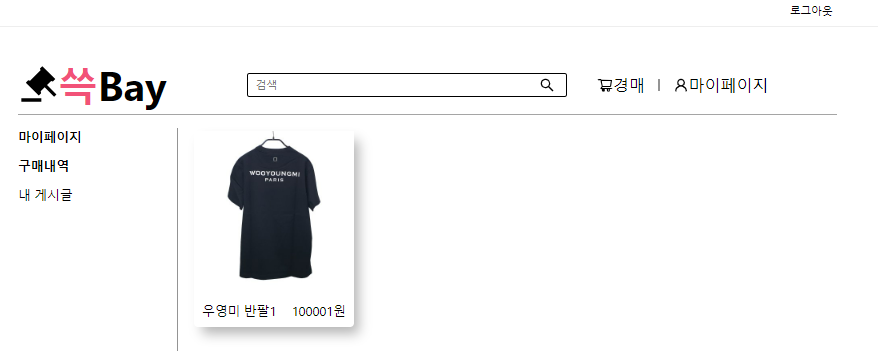 로그아웃
쓱Bay
검색
경매 | 마이페이지
마이페이지
구매내역
내 게시글
WOOYOUNGMI
PARIS
우영미 반팔1 100001원